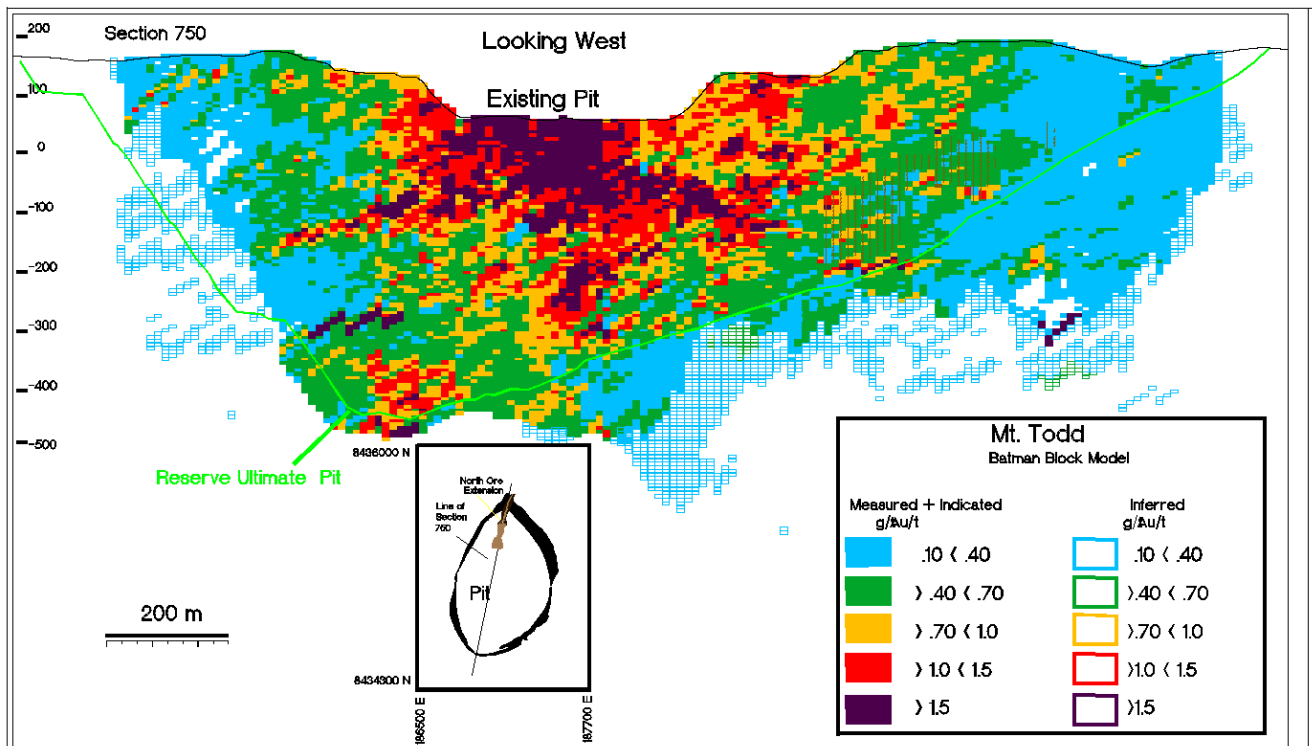 Section 750
Looking West
Existing Pit
200
100
0
-100
-200
-300
-400
-500
Reserve Ultimate Pit
200 m
8436000 N
North Ore
Extension
Line of
Section
750
Pit
8434300 N
186500 E
187700 E
Mt. Todd
Batman Block Model
Measured + Indicated
g/Au/t
.10 < .40
> .40 < .70
> .70 < 1.0
> 1.0 < 1.5
> 1.5
Inferred
g/Au/t
.10 < .40
>.40 < .70
>.70 < 1.0
>1.0 < 1.5
>1.5